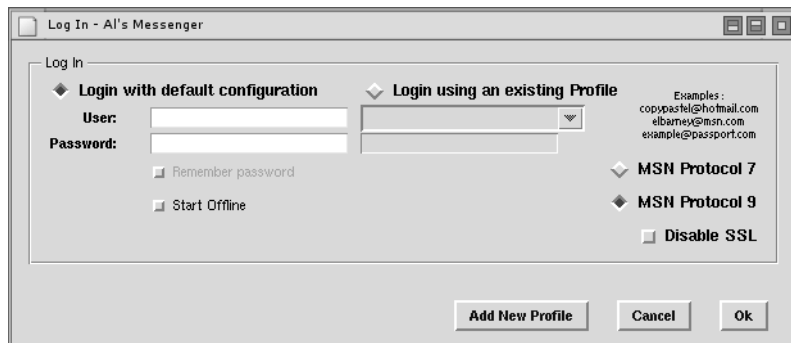 Log In - Al's Messenger
Log In
Login with default configuration
Login using an existing Profile
User:
Password:
Remember password
Start Offline
Examples :
copypastel@hotmail.com
elbarney@msn.com
example@passport.com
MSN Protocol 7
MSN Protocol 9
Disable SSL
Add New Profile
Cancel
Ok